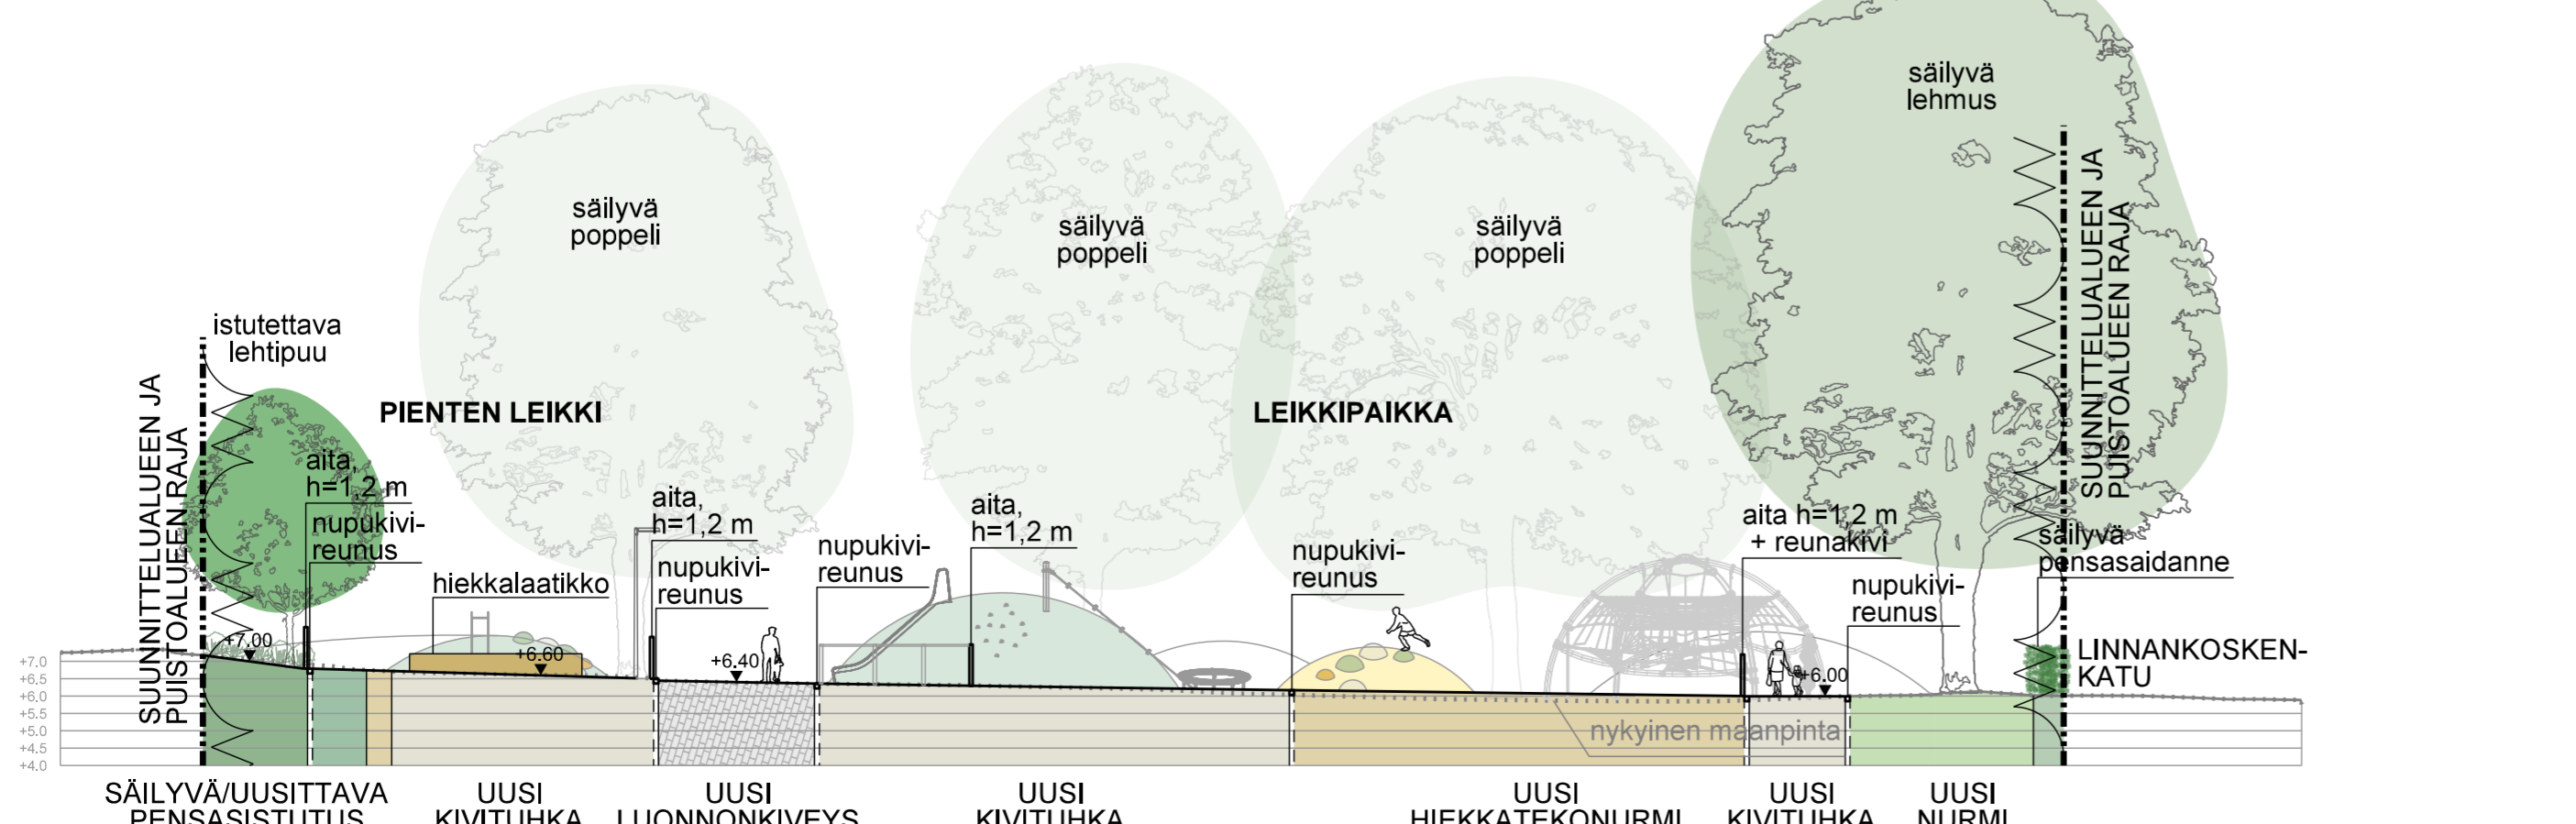 säilyvä
lehmus
säilyvä
poppeli
säilyvä
poppeli
säilyvä
poppeli
SUUNNITTELUALUEEN JA
PUISTOALUEEN RAJA
istutettava
lehtipuu
PIENTEN LEIKKI
LEIKKIPAIKKA
SUUNNITTELUALUEEN JA
PUISTOALUEEN RAJA
aita,
h=1,2 m
nupukivi-
reunus
hiekkalaatikko
aita,
h=1,2 m
nupukivi-
reunus
nupukivi-
reunus
aita,
h=1,2 m
nupukivi-
reunus
aita h=1,2 m
+ reunakivi
nupukivi-
reunus
säilyvä
pensasaidanne
LINNANKOSKEN-
KATU
+7.00
+6.60
+6.40
+6.00
+7.0
+6.5
+6.0
+5.5
+5.0
+4.5
+4.0
nykyinen maanpinta
SÄILYVÄ/UUSITTAVA
PENSASISTUTUS
UUSI
KIVITUHKA
UUSI
LUONNONKIVEYS
UUSI
KIVITUHKA
UUSI
HIEKKATEKONURMI
UUSI
KIVITUHKA
UUSI
NURMI